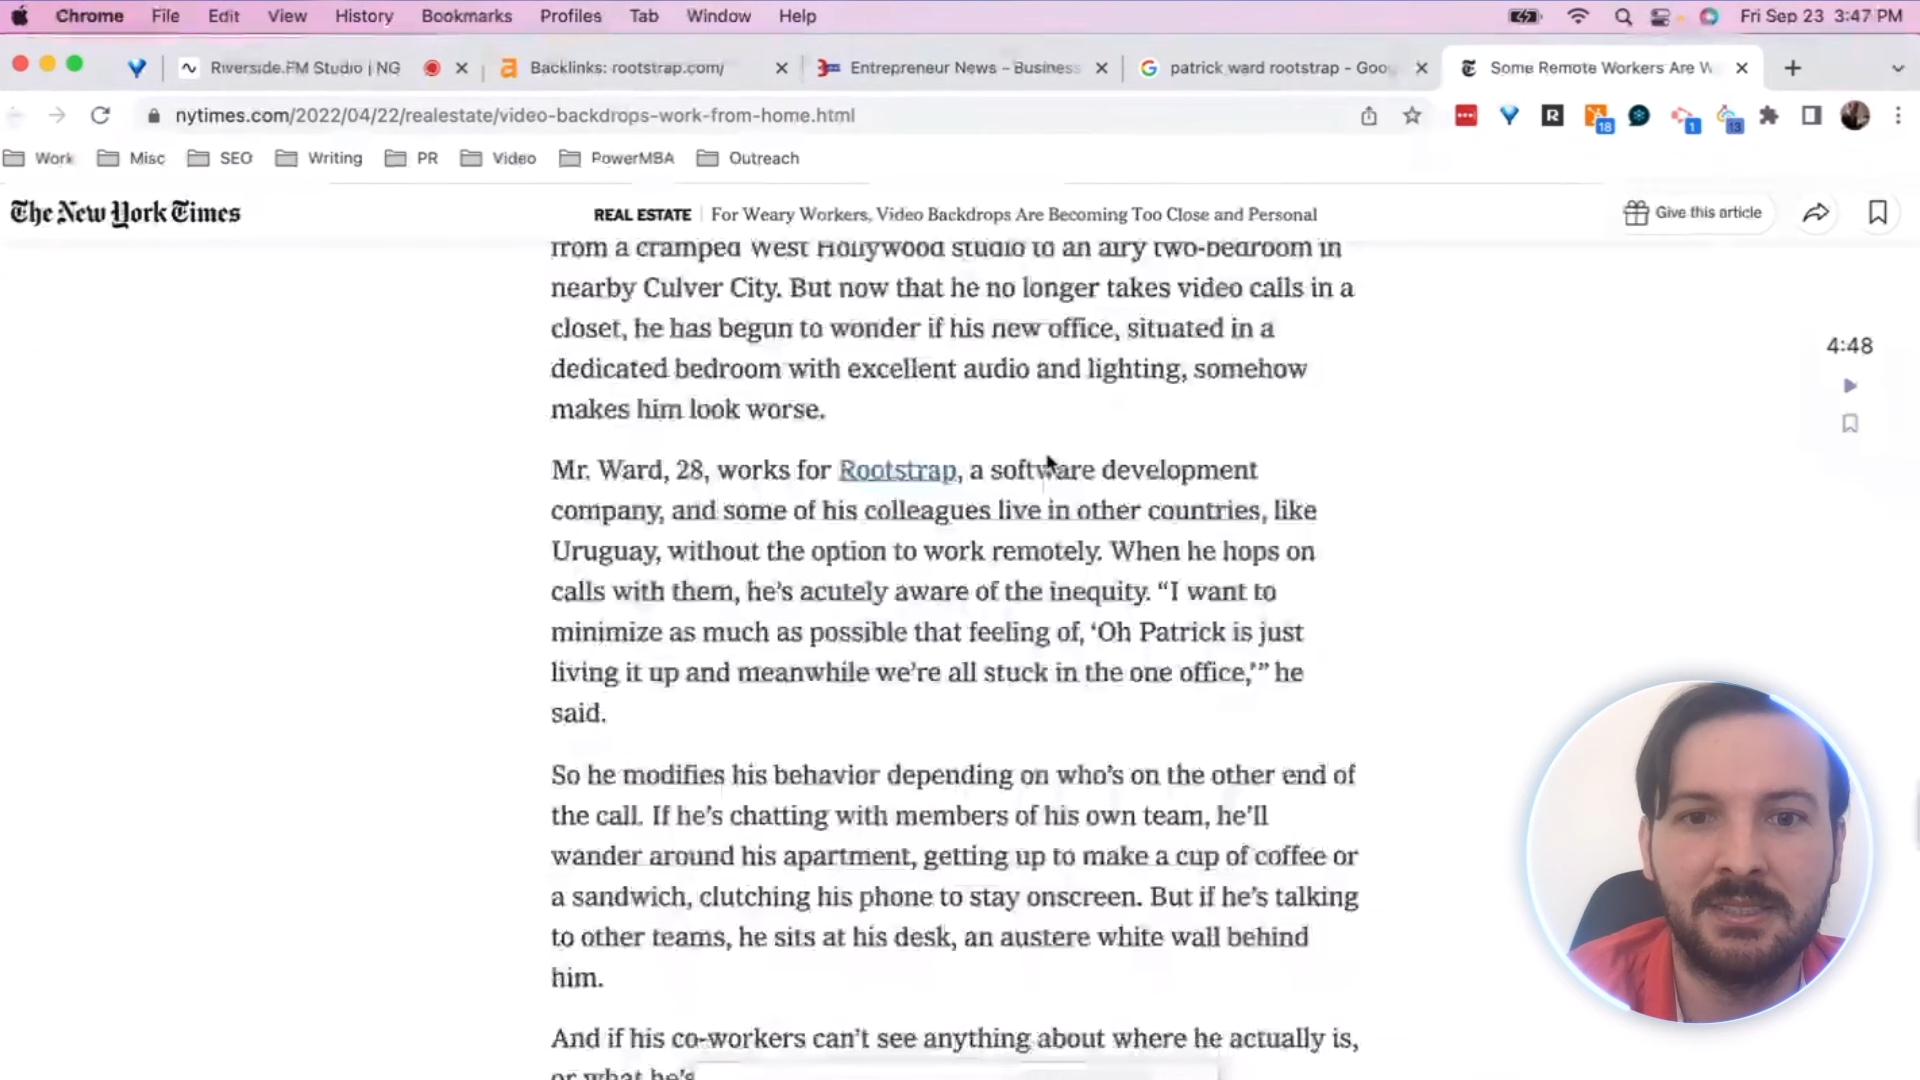 Chrome File Edit View History Bookmarks Profiles Tab Window Help Fri Sep 23 3:47 PM
Riverside.FM Studio | NG Backlinks: rootstrap.com/ Entrepreneur News – Business patrick ward rootstrap - Goo Some Remote Workers Are W
nytimes.com/2022/04/22/realestate/video-backdrops-work-from-home.html 18 1 13
Work Misc SEO Writing PR Video PowerMBA Outreach
The New York Times REAL ESTATE For Weary Workers, Video Backdrops Are Becoming Too Close and Personal Give this article
from a cramped West Hollywood studio to an airy two-bedroom in
nearby Culver City. But now that he no longer takes video calls in a
closet, he has begun to wonder if his new office, situated in a
4:48
dedicated bedroom with excellent audio and lighting, somehow
makes him look worse.
Mr. Ward, 28, works for Rootstrap, a software development
company, and some of his colleagues live in other countries, like
Uruguay, without the option to work remotely. When he hops on
calls with them, he’s acutely aware of the inequity. “I want to
minimize as much as possible that feeling of, ‘Oh Patrick is just
living it up and meanwhile we’re all stuck in the one office,’” he
said.
So he modifies his behavior depending on who’s on the other end of
the call. If he’s chatting with members of his own team, he’ll
wander around his apartment, getting up to make a cup of coffee or
a sandwich, clutching his phone to stay onscreen. But if he’s talking
to other teams, he sits at his desk, an austere white wall behind
him.
And if his co-workers can’t see anything about where he actually is,
or what he’s